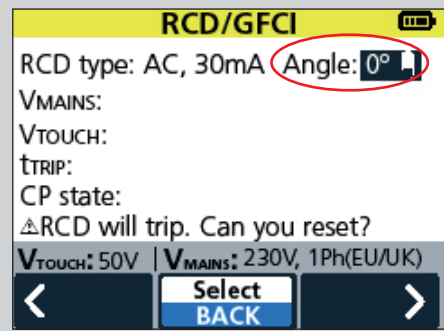 RCD/GFCI
RCD type: AC, 30mA Angle: 0°
VMAINS:
VTOUCH:
tTRIP:
CP state:
⚠RCD will trip. Can you reset?
VTOUCH: 50V | VMAINS: 230V, 1Ph(EU/UK)
Select
BACK